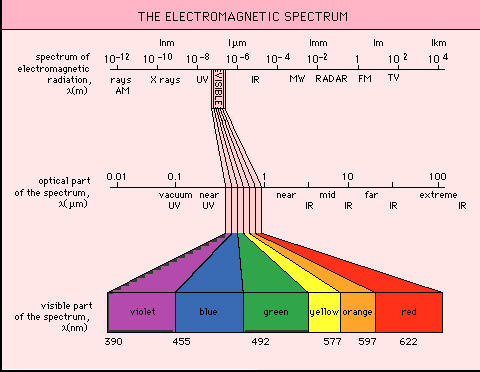 THE ELECTROMAGNETIC SPECTRUM
1nm 1μm 1mm 1m 1km
spectrum of electromagnetic radiation, λ(m)
10⁻¹² 10⁻¹⁰ 10⁻⁸ 10⁻⁶ 10⁻⁴ 10⁻² 10² 10⁴
rays X rays UV VISIBLE IR MW RADAR FM TV
AM
optical part of the spectrum, λ(μm)
0.01 0.1 1 10 100
vacuum near near mid far extreme
UV UV IR IR IR IR
violet blue green yellow orange red
visible part of the spectrum, λ(nm)
390 455 492 577 597 622